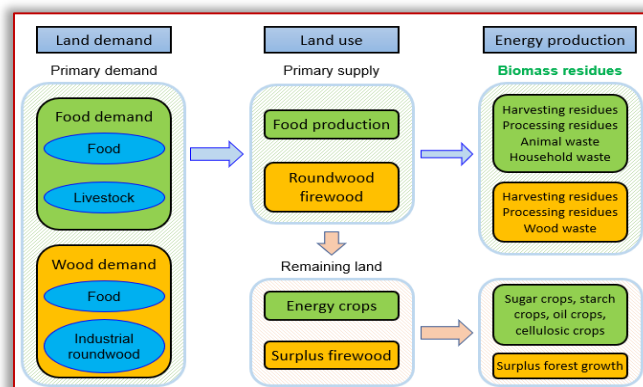 Land demand
Land use
Energy production
Primary demand
Primary supply
Biomass residues
Food demand
Food
Livestock
Wood demand
Food
Industrial
roundwood
Food production
Roundwood
firewood
Remaining land
Energy crops
Surplus firewood
Harvesting residues
Processing residues
Animal waste
Household waste
Harvesting residues
Processing residues
Wood waste
Sugar crops, starch
crops, oil crops,
cellulosic crops
Surplus forest growth